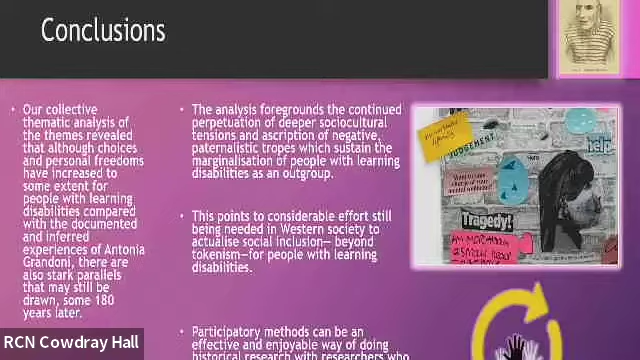 Conclusions
• Our collective
thematic analysis of
the themes revealed
that although choices
and personal freedoms
have increased to
some extent for
people with learning
disabilities compared
with the documented
and inferred
experiences of Antonia
Grandoni, there are
also stark parallels
that may still be
drawn, some 180
years later.
• The analysis foregrounds the continued
perpetuation of deeper sociocultural
tensions and ascription of negative,
paternalistic tropes which sustain the
marginalisation of people with learning
disabilities as an outgroup.
• This points to considerable effort still
being needed in Western society to
actualise social inclusion— beyond
tokenism—for people with learning
disabilities.
• Participatory methods can be an
effective and enjoyable way of doing
historical research with researchers who
JUDGEMENT
help
Tragedy!
RCN Cowdray Hall